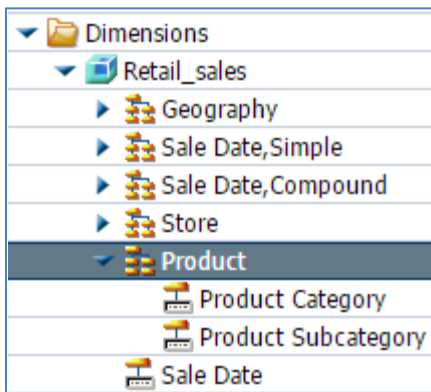 Dimensions
Retail_sales
Geography
Sale Date,Simple
Sale Date,Compound
Store
Product
Product Category
Product Subcategory
Sale Date